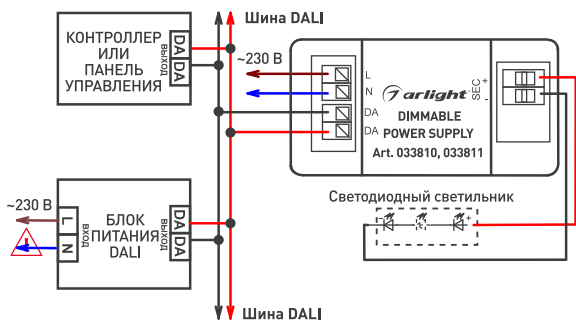 Шина DALI
КОНТРОЛЛЕР
ИЛИ
ПАНЕЛЬ
УПРАВЛЕНИЯ
ВЫХОД
DA
DA
~230 В
L
N
DA
DA
arlight
DIMMABLE
POWER SUPPLY
Art. 033810, 033811
SEC
+
-
~230 В
L
N
ВХОД
БЛОК
ПИТАНИЯ
DALI
ВЫХОД
DA
DA
Светодиодный светильник
-
+
Шина DALI